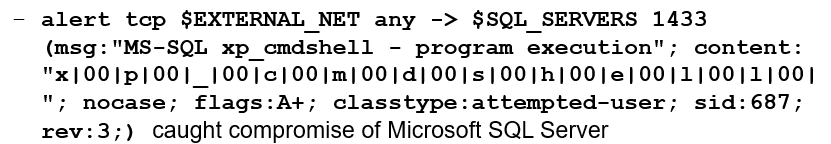 – alert tcp $EXTERNAL_NET any -> $SQL_SERVERS 1433
(msg:"MS-SQL xp_cmdshell - program execution"; content:
"x|00|p|00|_|00|c|00|m|00|d|00|s|00|h|00|e|00|l|00|l|00|
"; nocase; flags:A+; classtype:attempted-user; sid:687;
rev:3;) caught compromise of Microsoft SQL Server